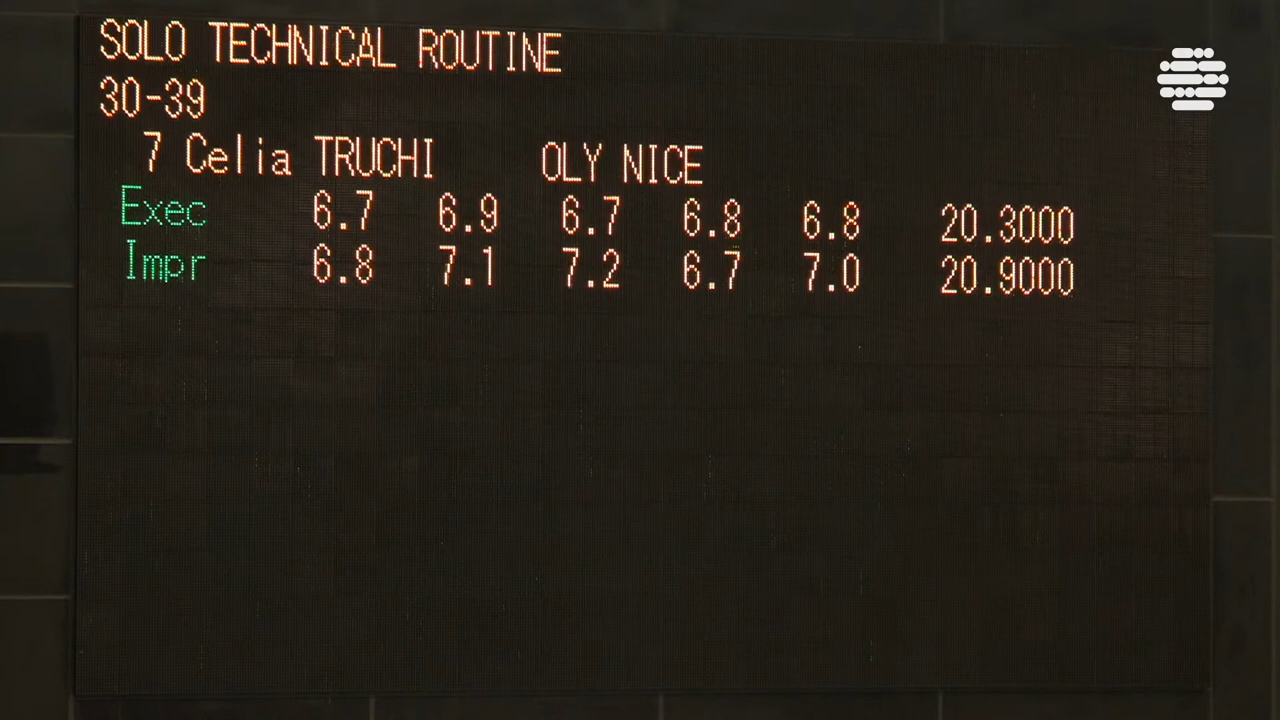 SOLO TECHNICAL ROUTINE
30-39
7 Celia TRUCHI OLY NICE
Exec 6.7 6.9 6.7 6.8 6.8 20.3000
Impr 6.8 7.1 7.2 6.7 7.0 20.9000